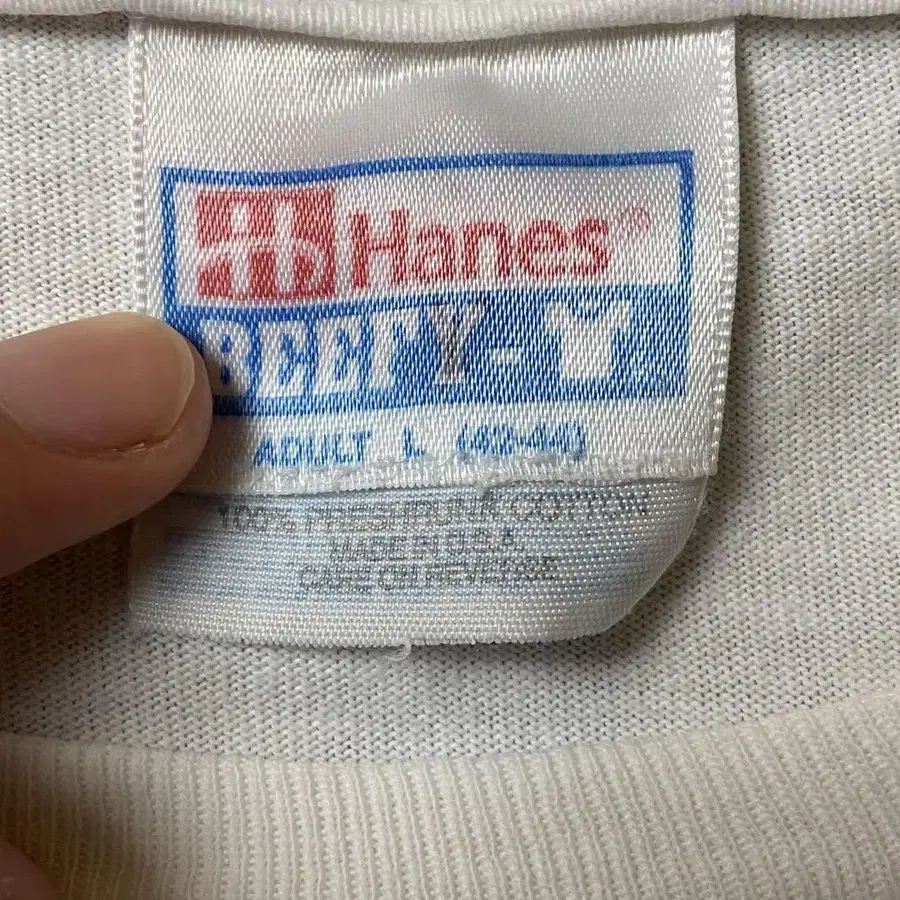 Hanes®
BEEFY-
ADULT L (42-44)
100% PRESHRUNK COTTON
MADE IN U.S.A.
CARE ON REVERSE